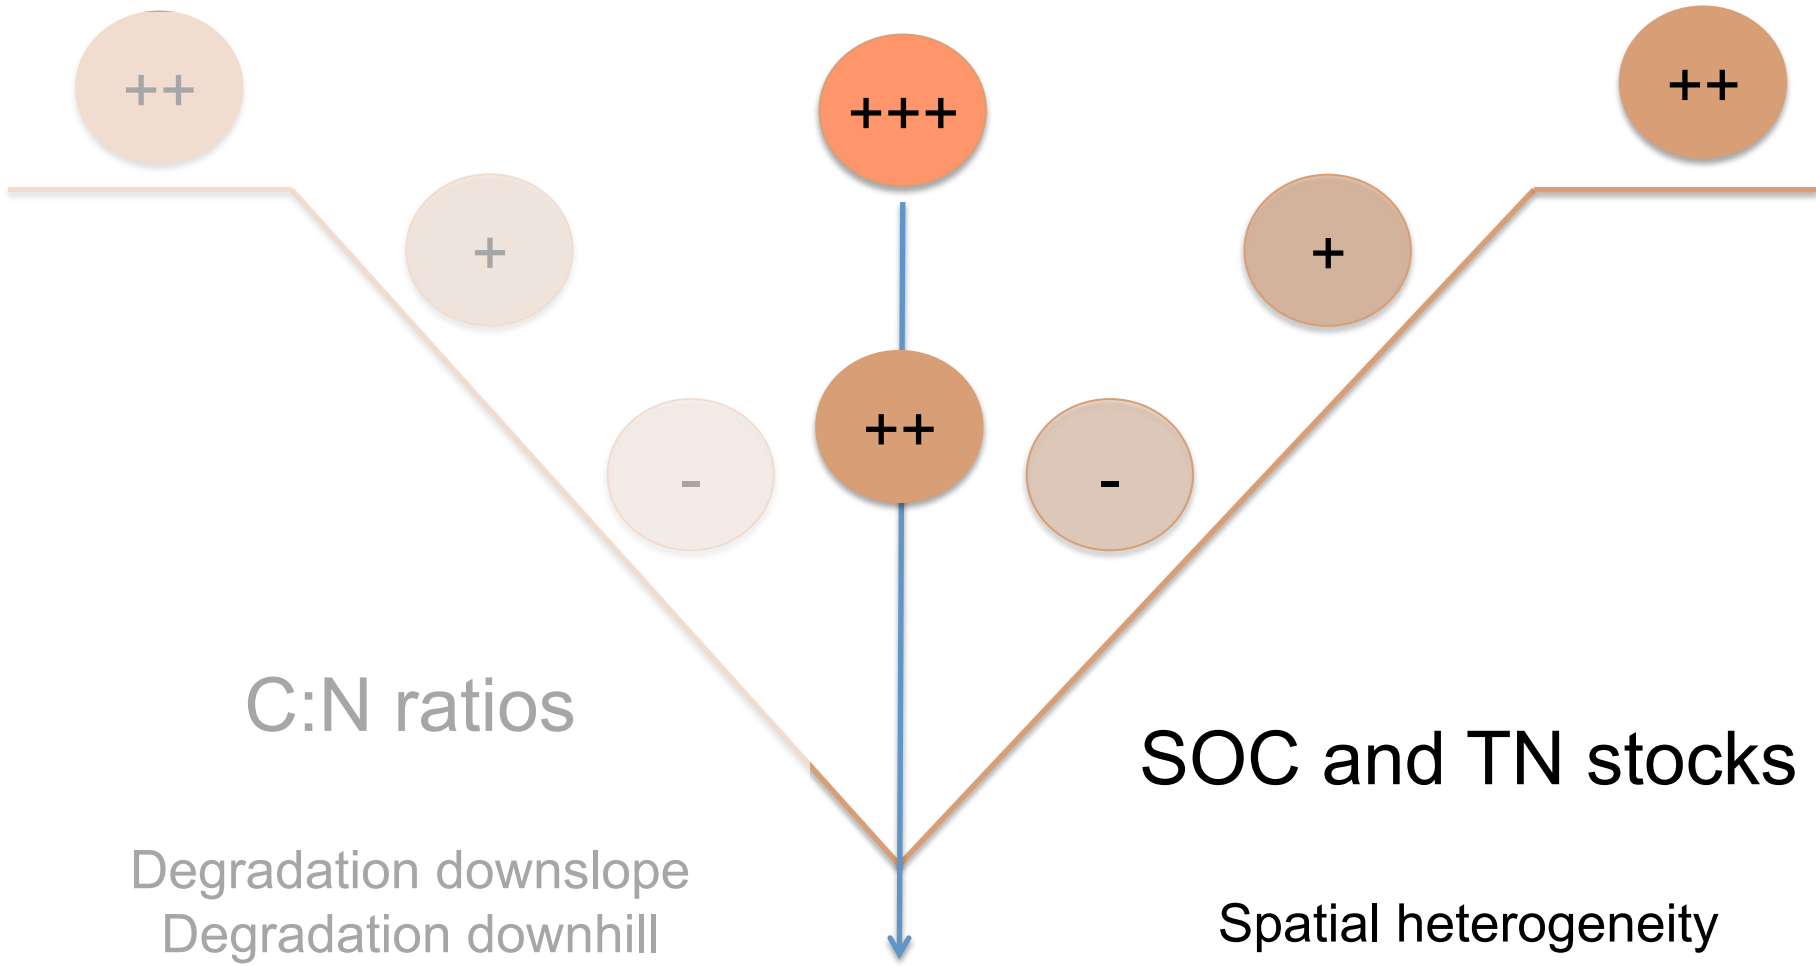 ++
+++
++
+
+
++
-
-
C:N ratios
SOC and TN stocks
Degradation downslope
Degradation downhill
Spatial heterogeneity